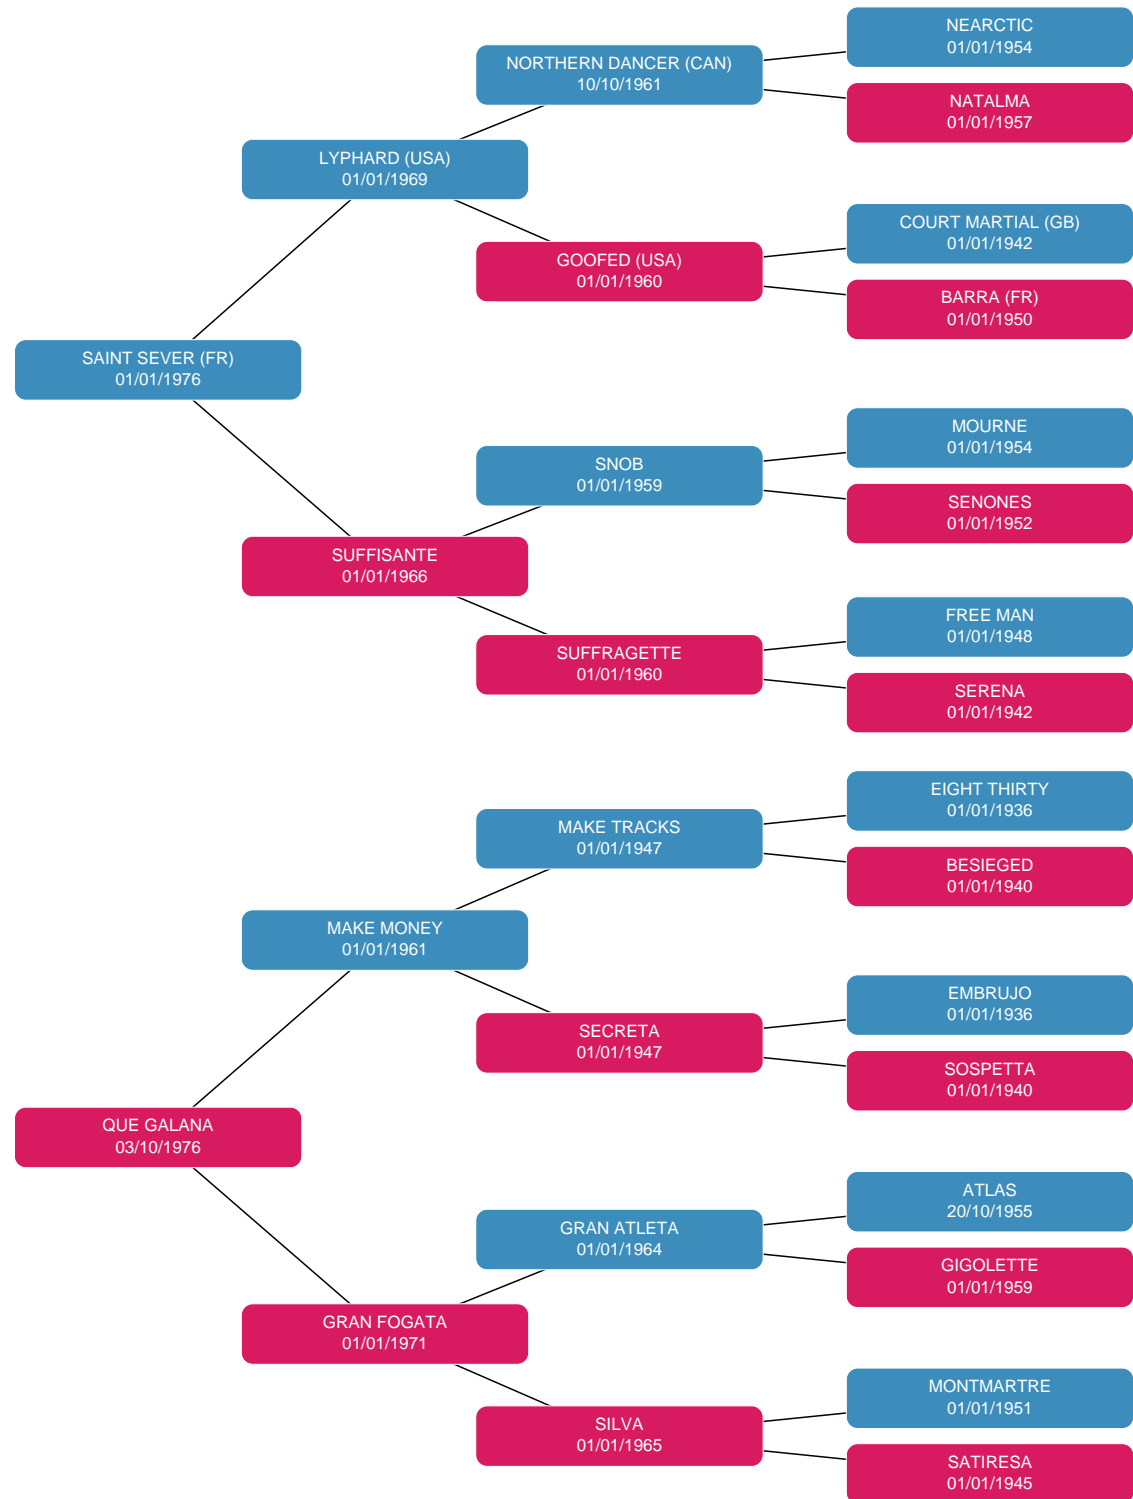 NEARCTIC
01/01/1954
NORTHERN DANCER (CAN)
10/10/1961
NATALMA
01/01/1957
LYPHARD (USA)
01/01/1969
COURT MARTIAL (GB)
01/01/1942
GOOFED (USA)
01/01/1960
BARRA (FR)
01/01/1950
SAINT SEVER (FR)
01/01/1976
MOURNE
01/01/1954
SNOB
01/01/1959
SENONES
01/01/1952
SUFFISANTE
01/01/1966
FREE MAN
01/01/1948
SUFFRAGETTE
01/01/1960
SERENA
01/01/1942
EIGHT THIRTY
01/01/1936
MAKE TRACKS
01/01/1947
BESIEGED
01/01/1940
MAKE MONEY
01/01/1961
EMBRUJO
01/01/1936
SECRETA
01/01/1947
SOSPETTA
01/01/1940
QUE GALANA
03/10/1976
ATLAS
20/10/1955
GRAN ATLETA
01/01/1964
GIGOLETTE
01/01/1959
GRAN FOGATA
01/01/1971
MONTMARTRE
01/01/1951
SILVA
01/01/1965
SATIRESA
01/01/1945